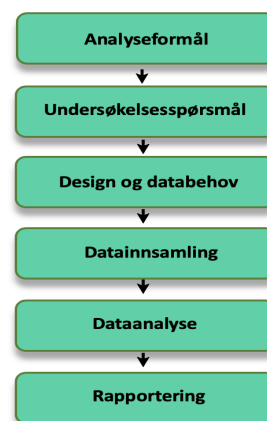 Analyseformål
Undersøkelsesspørsmål
Design og databehov
Datainnsamling
Dataanalyse
Rapportering